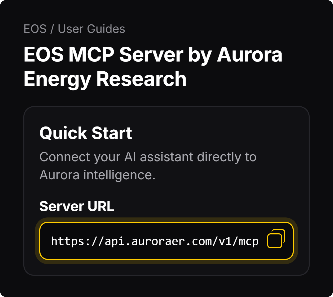 EOS / User Guides
EOS MCP Server by Aurora
Energy Research
Quick Start
Connect your AI assistant directly to
Aurora intelligence.
Server URL
https://api.auroraer.com/v1/mcp